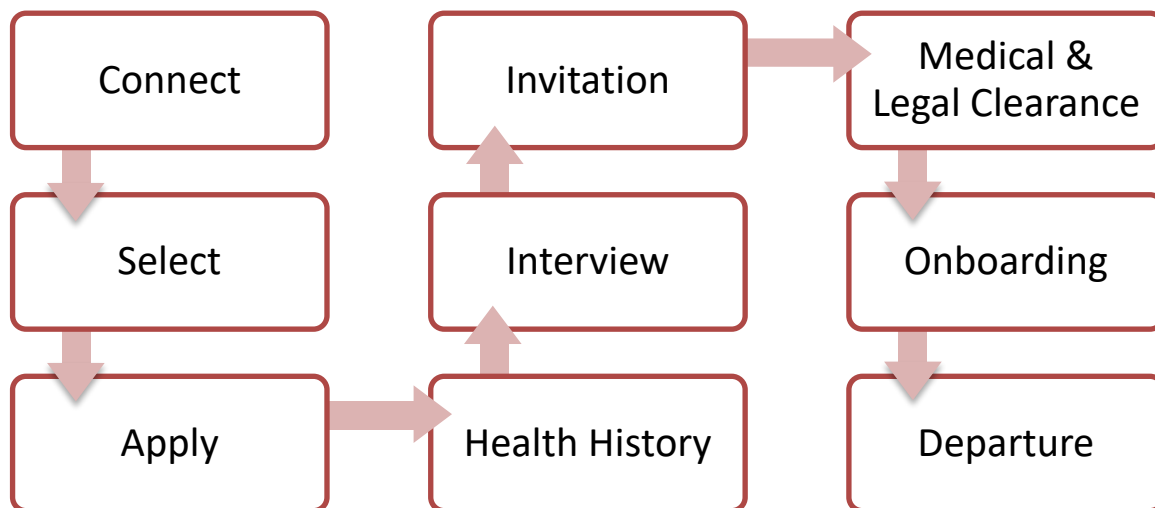 Connect
Select
Apply
Health History
Interview
Invitation
Medical &
Legal Clearance
Onboarding
Departure